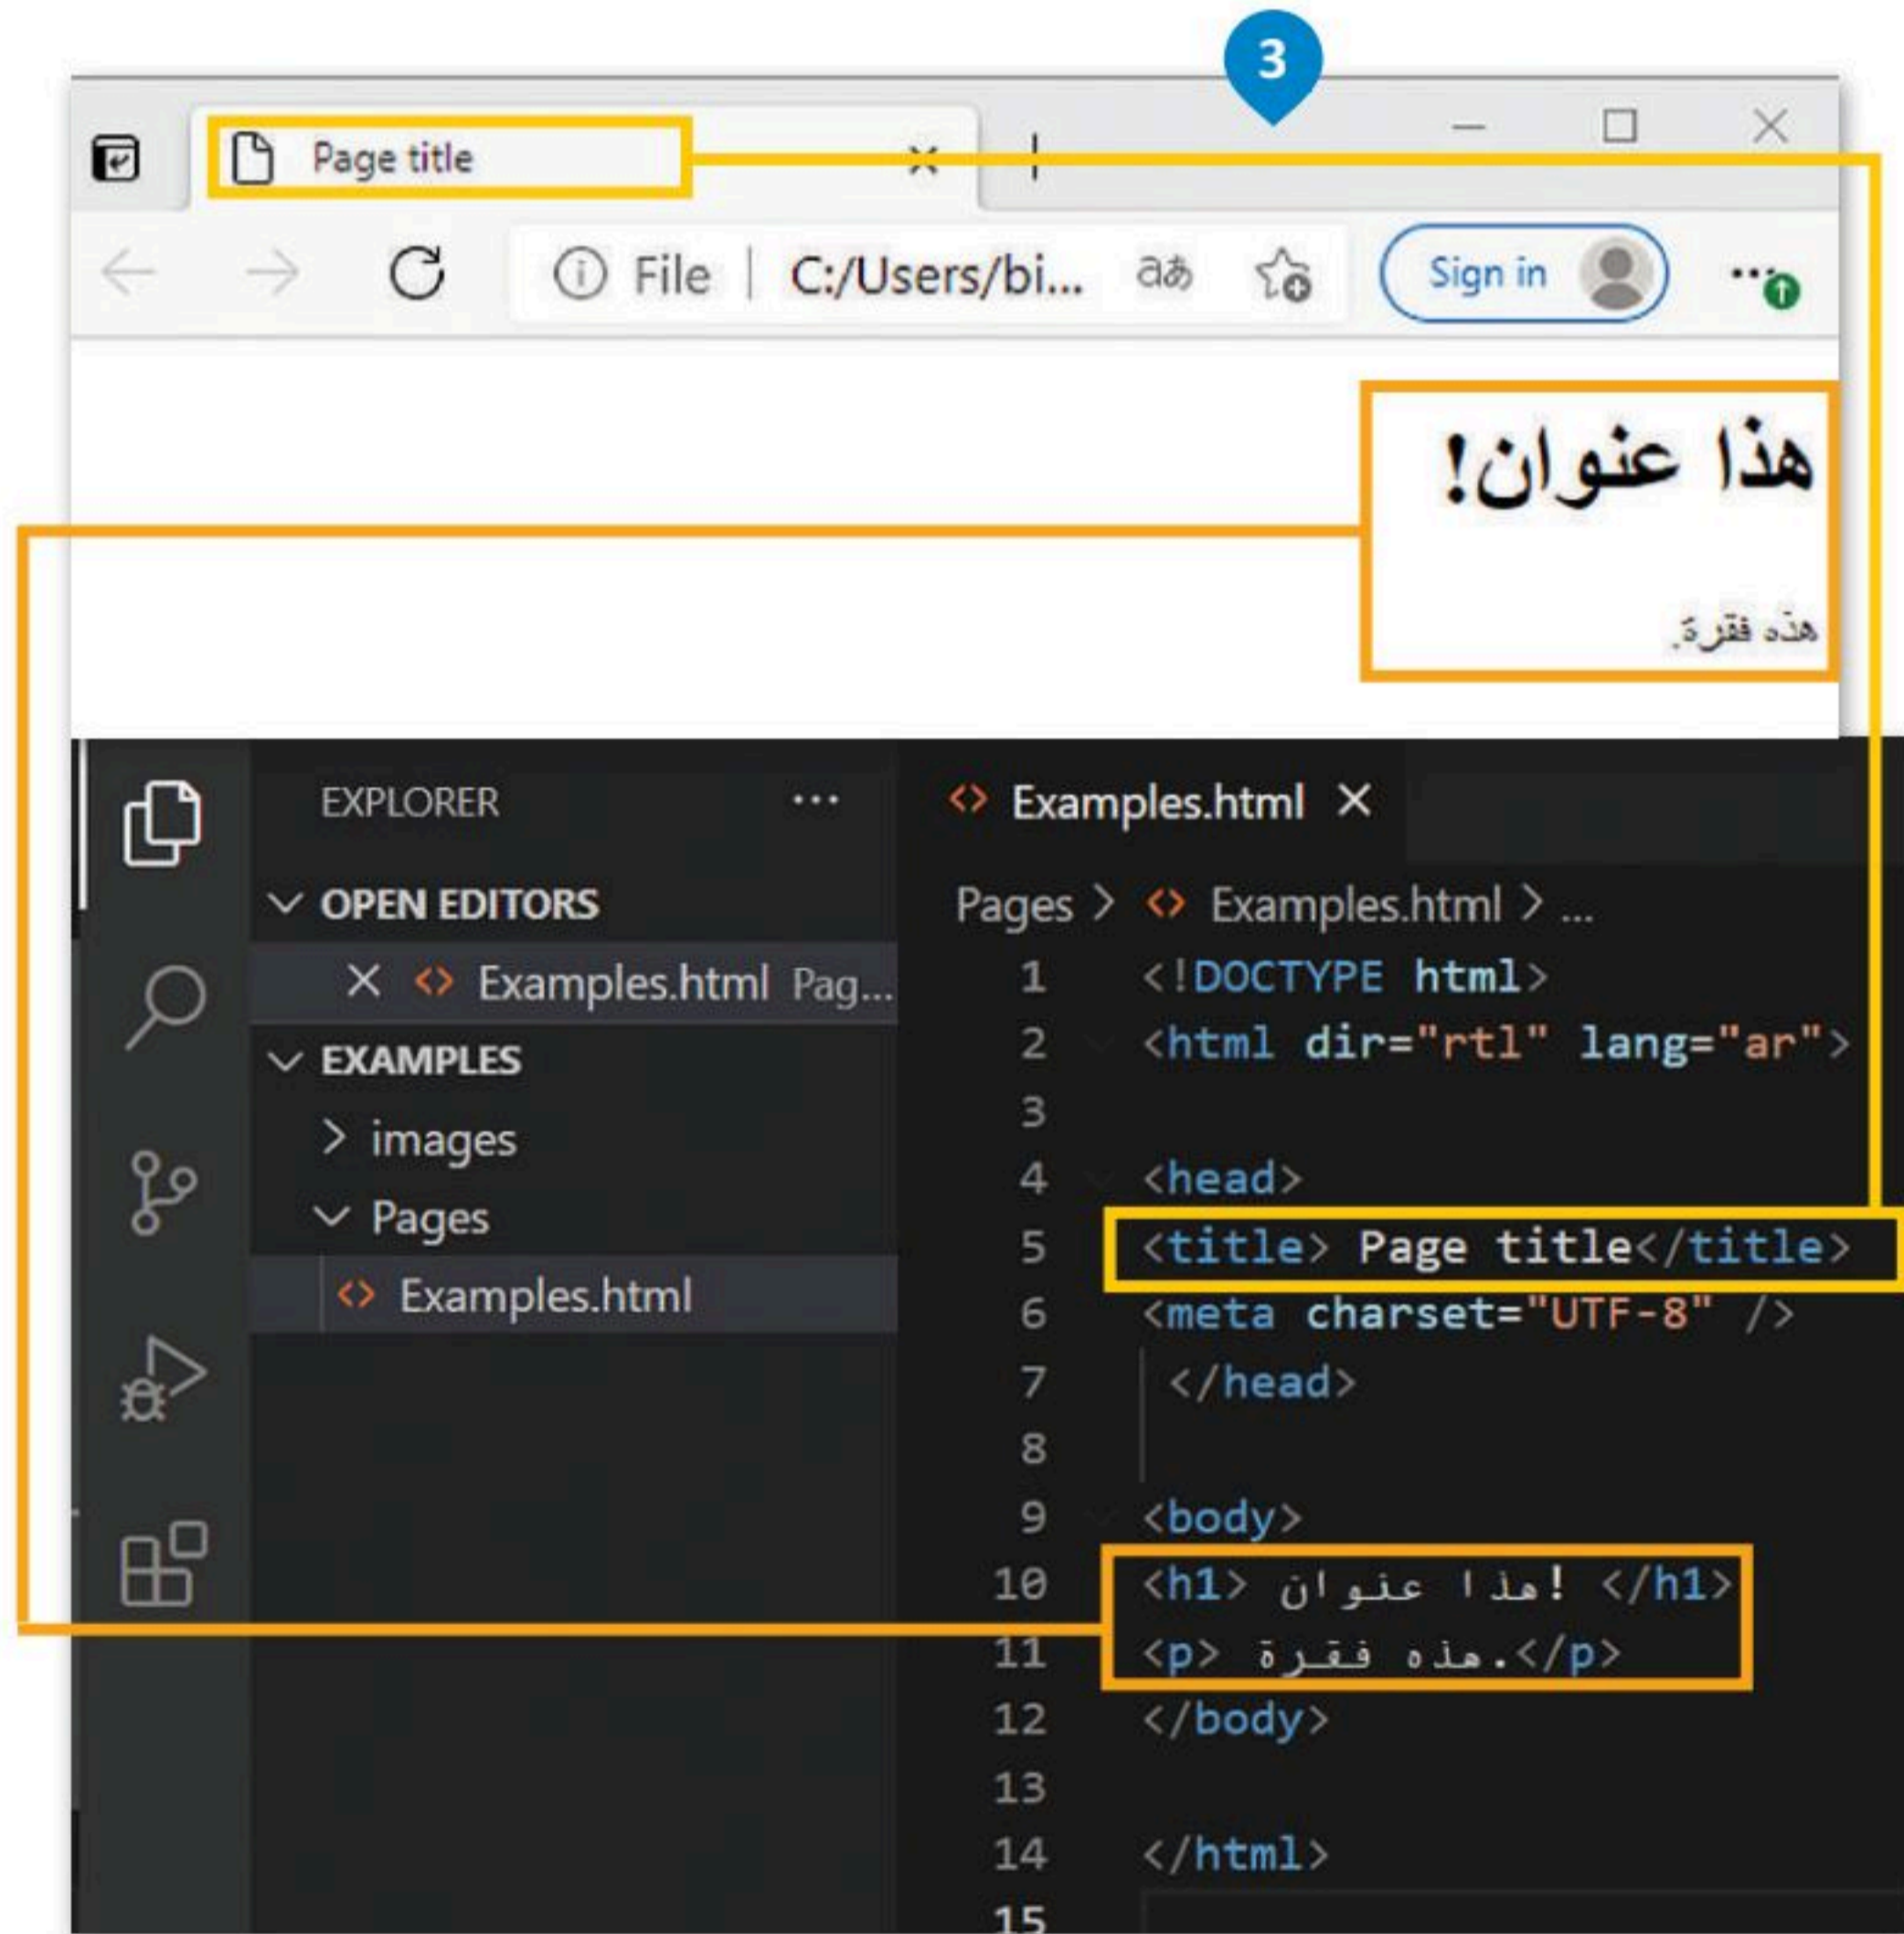 3
Page title
File | C:/Users/bi... aあ Sign in
هذا عنوان!
هذه فقرة.
EXPLORER ...
OPEN EDITORS
Examples.html Pag...
EXAMPLES
images
Pages
Examples.html
Examples.html
Pages > Examples.html > ...
1 <!DOCTYPE html>
2 <html dir="rtl" lang="ar">
3
4 <head>
5 <title> Page title</title>
6 <meta charset="UTF-8" />
7 </head>
8
9 <body>
10 <h1> هذا عنوان! </h1>
11 <p> هذه فقرة.</p>
12 </body>
13
14 </html>
15